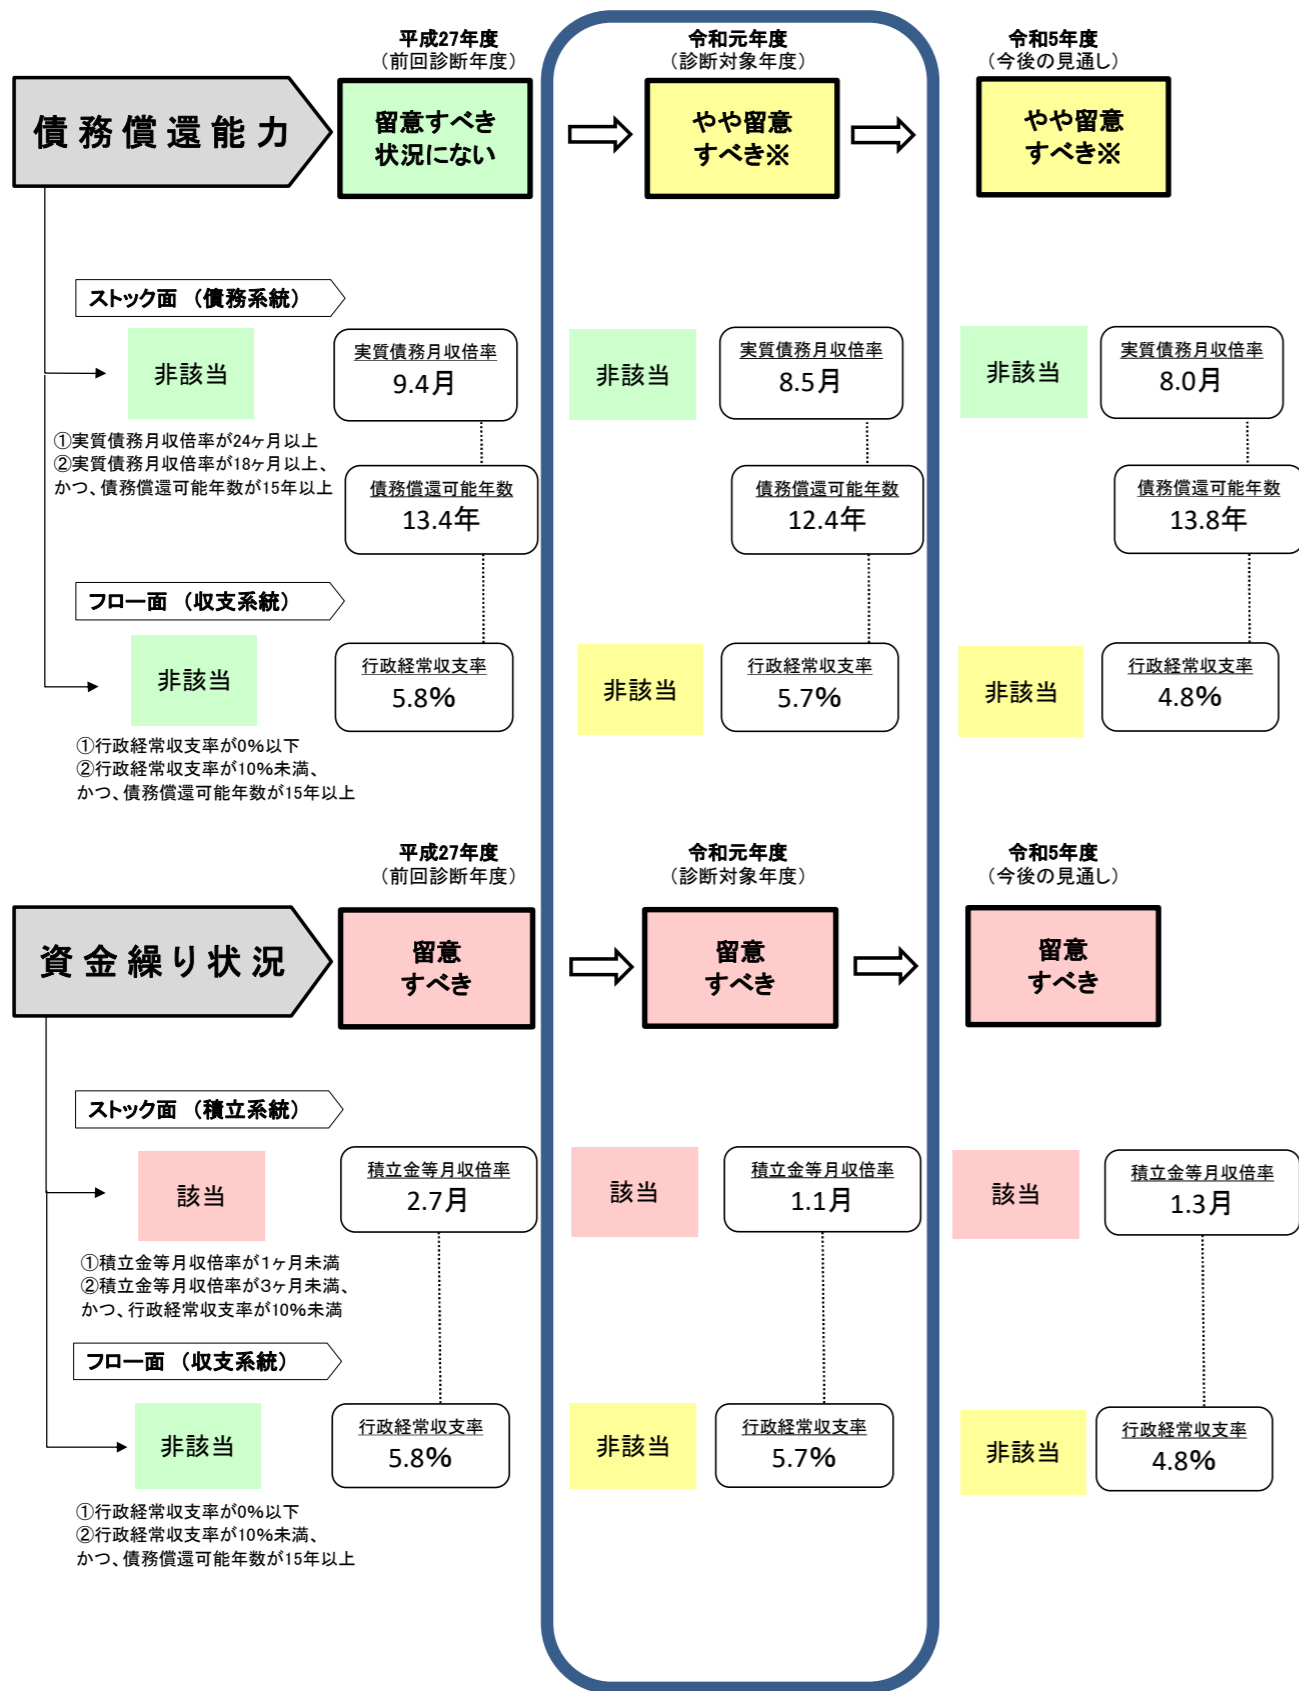 平成27年度
（前回診断年度）
令和元年度
（診断対象年度）
令和5年度
（今後の見通し）
債務償還能力
留意すべき
状況にない
やや留意
すべき※
やや留意
すべき※
ストック面 （債務系統）
非該当
実質債務月収倍率
9.4月
非該当
実質債務月収倍率
8.5月
非該当
実質債務月収倍率
8.0月
①実質債務月収倍率が24ヶ月以上
②実質債務月収倍率が18ヶ月以上、
かつ、債務償還可能年数が15年以上
債務償還可能年数
13.4年
債務償還可能年数
12.4年
債務償還可能年数
13.8年
フロー面 （収支系統）
非該当
行政経常収支率
5.8%
非該当
行政経常収支率
5.7%
非該当
行政経常収支率
4.8%
①行政経常収支率が0%以下
②行政経常収支率が10%未満、
かつ、債務償還可能年数が15年以上
平成27年度
（前回診断年度）
令和元年度
（診断対象年度）
令和5年度
（今後の見通し）
資金繰り状況
留意
すべき
留意
すべき
留意
すべき
ストック面 （積立系統）
該当
積立金等月収倍率
2.7月
該当
積立金等月収倍率
1.1月
該当
積立金等月収倍率
1.3月
①積立金等月収倍率が１ヶ月未満
②積立金等月収倍率が３ヶ月未満、
かつ、行政経常収支率が10%未満
フロー面 （収支系統）
非該当
行政経常収支率
5.8%
非該当
行政経常収支率
5.7%
非該当
行政経常収支率
4.8%
①行政経常収支率が0%以下
②行政経常収支率が10%未満、
かつ、債務償還可能年数が15年以上